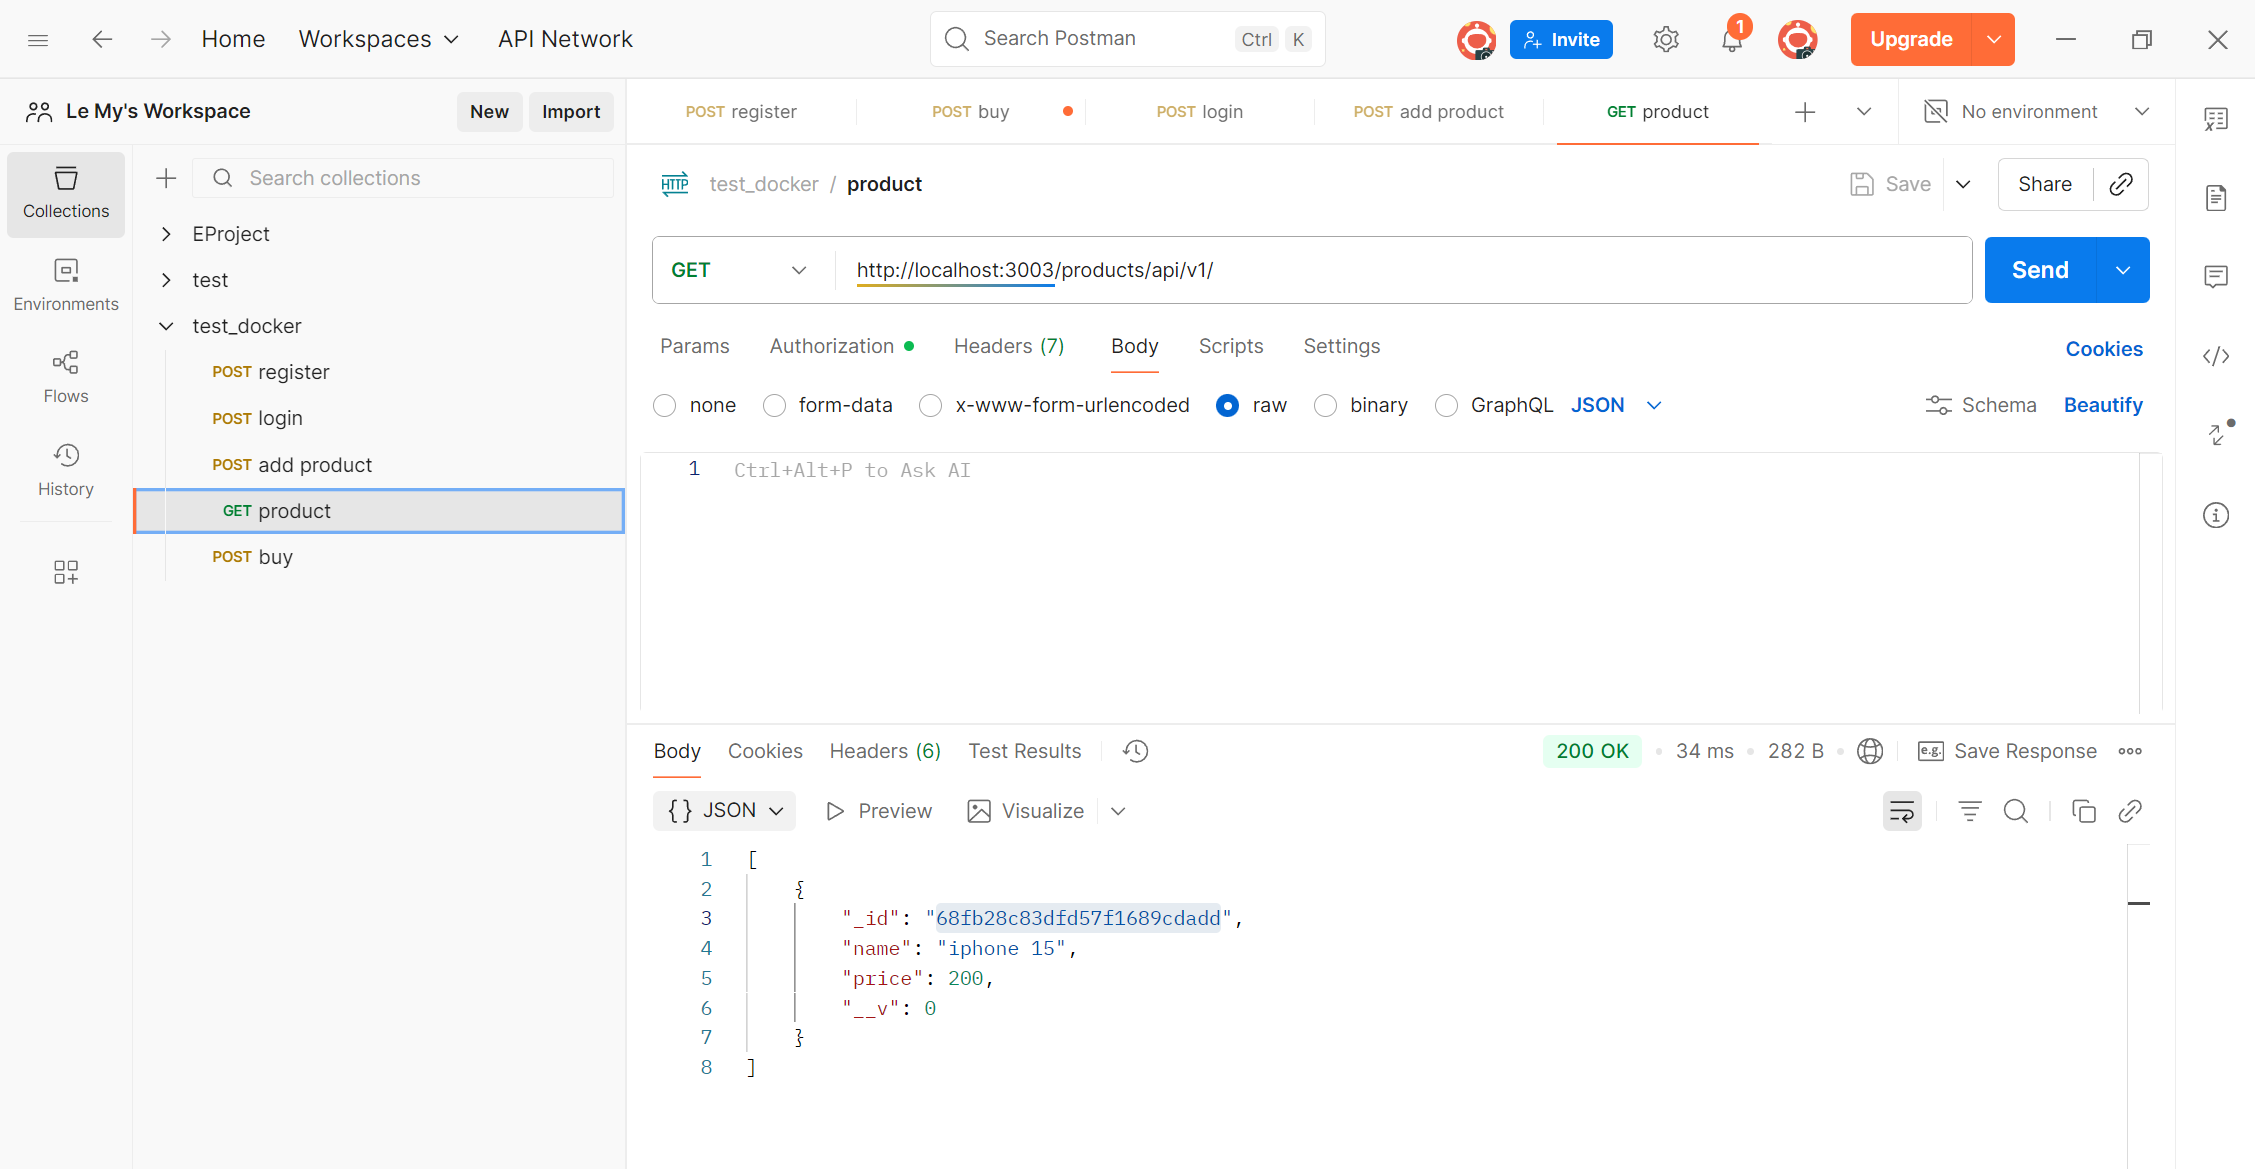 Home Workspaces API Network Search Postman Ctrl K Invite 1 Upgrade
Le My's Workspace New Import
POST register POST buy POST login POST add product GET product No environment
Collections
Environments
Flows
History
Search collections
EProject
test
test_docker
POST register
POST login
POST add product
GET product
POST buy
HTTP test_docker / product Save Share
GET http://localhost:3003/products/api/v1/ Send
Params Authorization Headers (7) Body Scripts Settings Cookies
none form-data x-www-form-urlencoded raw binary GraphQL JSON Schema Beautify
1 Ctrl+Alt+P to Ask AI
Body Cookies Headers (6) Test Results 200 OK 34 ms 282 B e.g. Save Response
{} JSON Preview Visualize
1 [
2 {
3 "_id": "68fb28c83dfd57f1689cdadd",
4 "name": "iphone 15",
5 "price": 200,
6 "__v": 0
7 }
8 ]